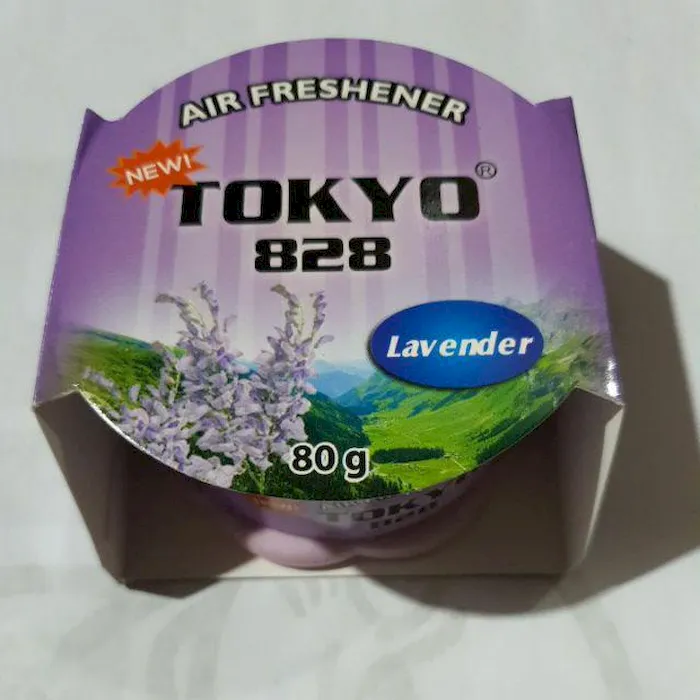 AIR FRESHENER
NEW!
TOKYO®
828
Lavender
80 g
TOKYO